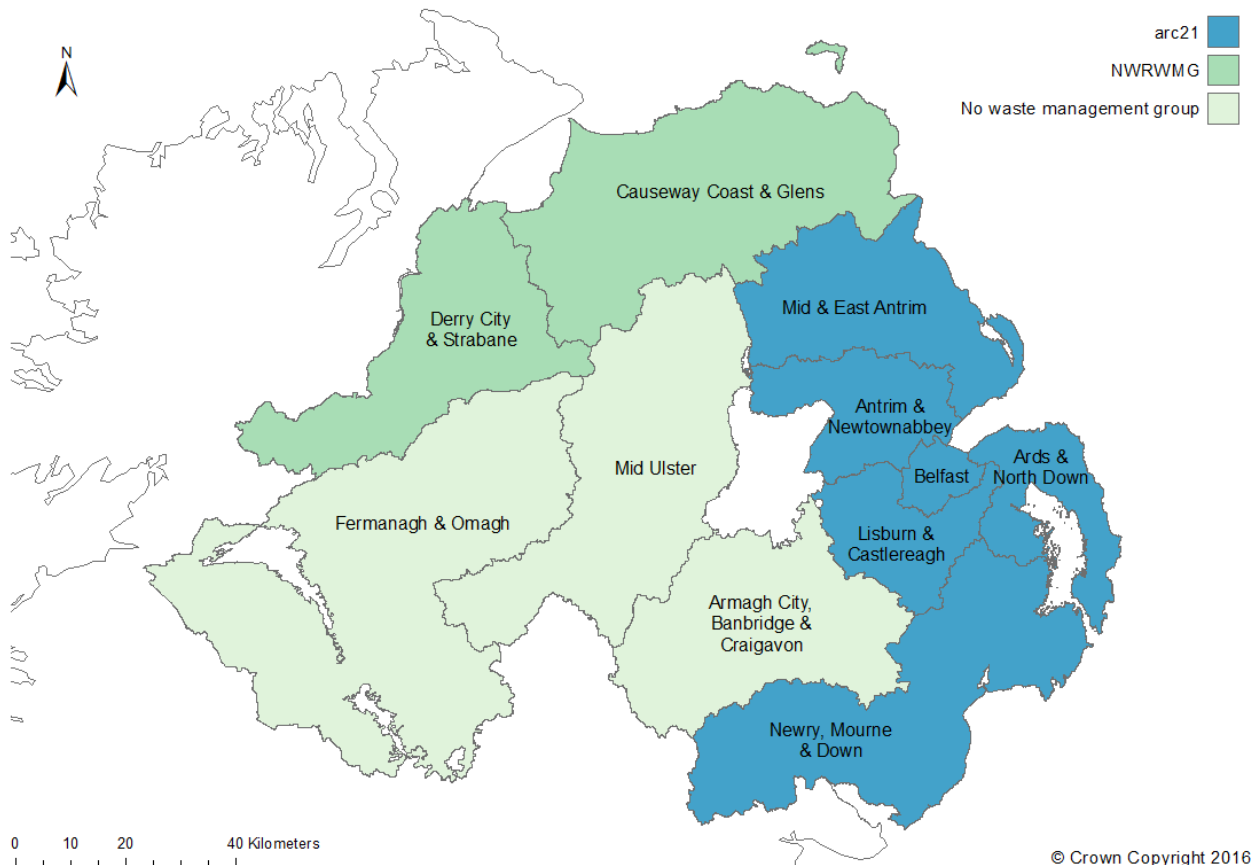 arc21
NWRWMG
No waste management group
N
Causeway Coast & Glens
Mid & East Antrim
Derry City
& Strabane
Antrim &
Newtownabbey
Ards &
North Down
Belfast
Mid Ulster
Fermanagh & Omagh
Lisburn &
Castlereagh
Armagh City,
Banbridge &
Craigavon
Newry, Mourne
& Down
0 10 20 40 Kilometers
© Crown Copyright 2016